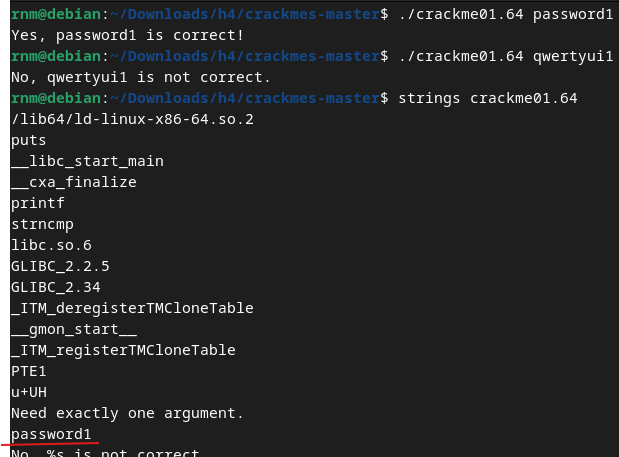 rnm@debian:~/Downloads/h4/crackmes-master$ ./crackme01.64 password1
Yes, password1 is correct!
rnm@debian:~/Downloads/h4/crackmes-master$ ./crackme01.64 qwertyui1
No, qwertyui1 is not correct.
rnm@debian:~/Downloads/h4/crackmes-master$ strings crackme01.64
/lib64/ld-linux-x86-64.so.2
puts
__libc_start_main
__cxa_finalize
printf
strncmp
libc.so.6
GLIBC_2.2.5
GLIBC_2.34
_ITM_deregisterTMCloneTable
__gmon_start__
_ITM_registerTMCloneTable
PTE1
u+UH
Need exactly one argument.
password1
No, %s is not correct.